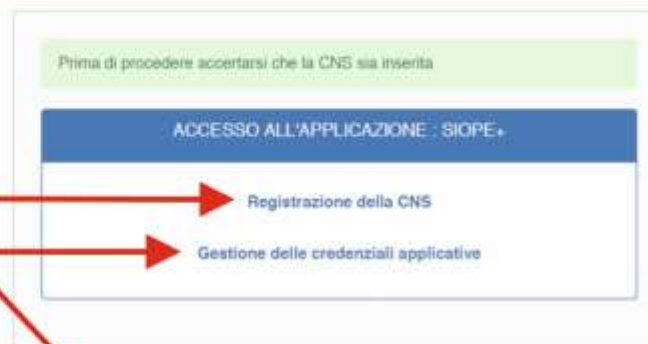 Prima di procedere accertarsi che la CNS sia inserita
ACCESSO ALL'APPLICAZIONE : SIOPE+
Registrazione della CNS
Gestione delle credenziali applicative